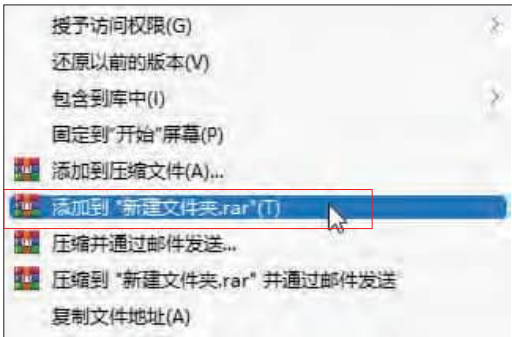 授予访问权限(G)
还原以前的版本(V)
包含到库中(I)
固定到"开始"屏幕(P)
添加到压缩文件(A)...
添加到 "新建文件夹.rar"(T)
压缩并通过邮件发送...
压缩到 "新建文件夹.rar" 并通过邮件发送
复制文件地址(A)